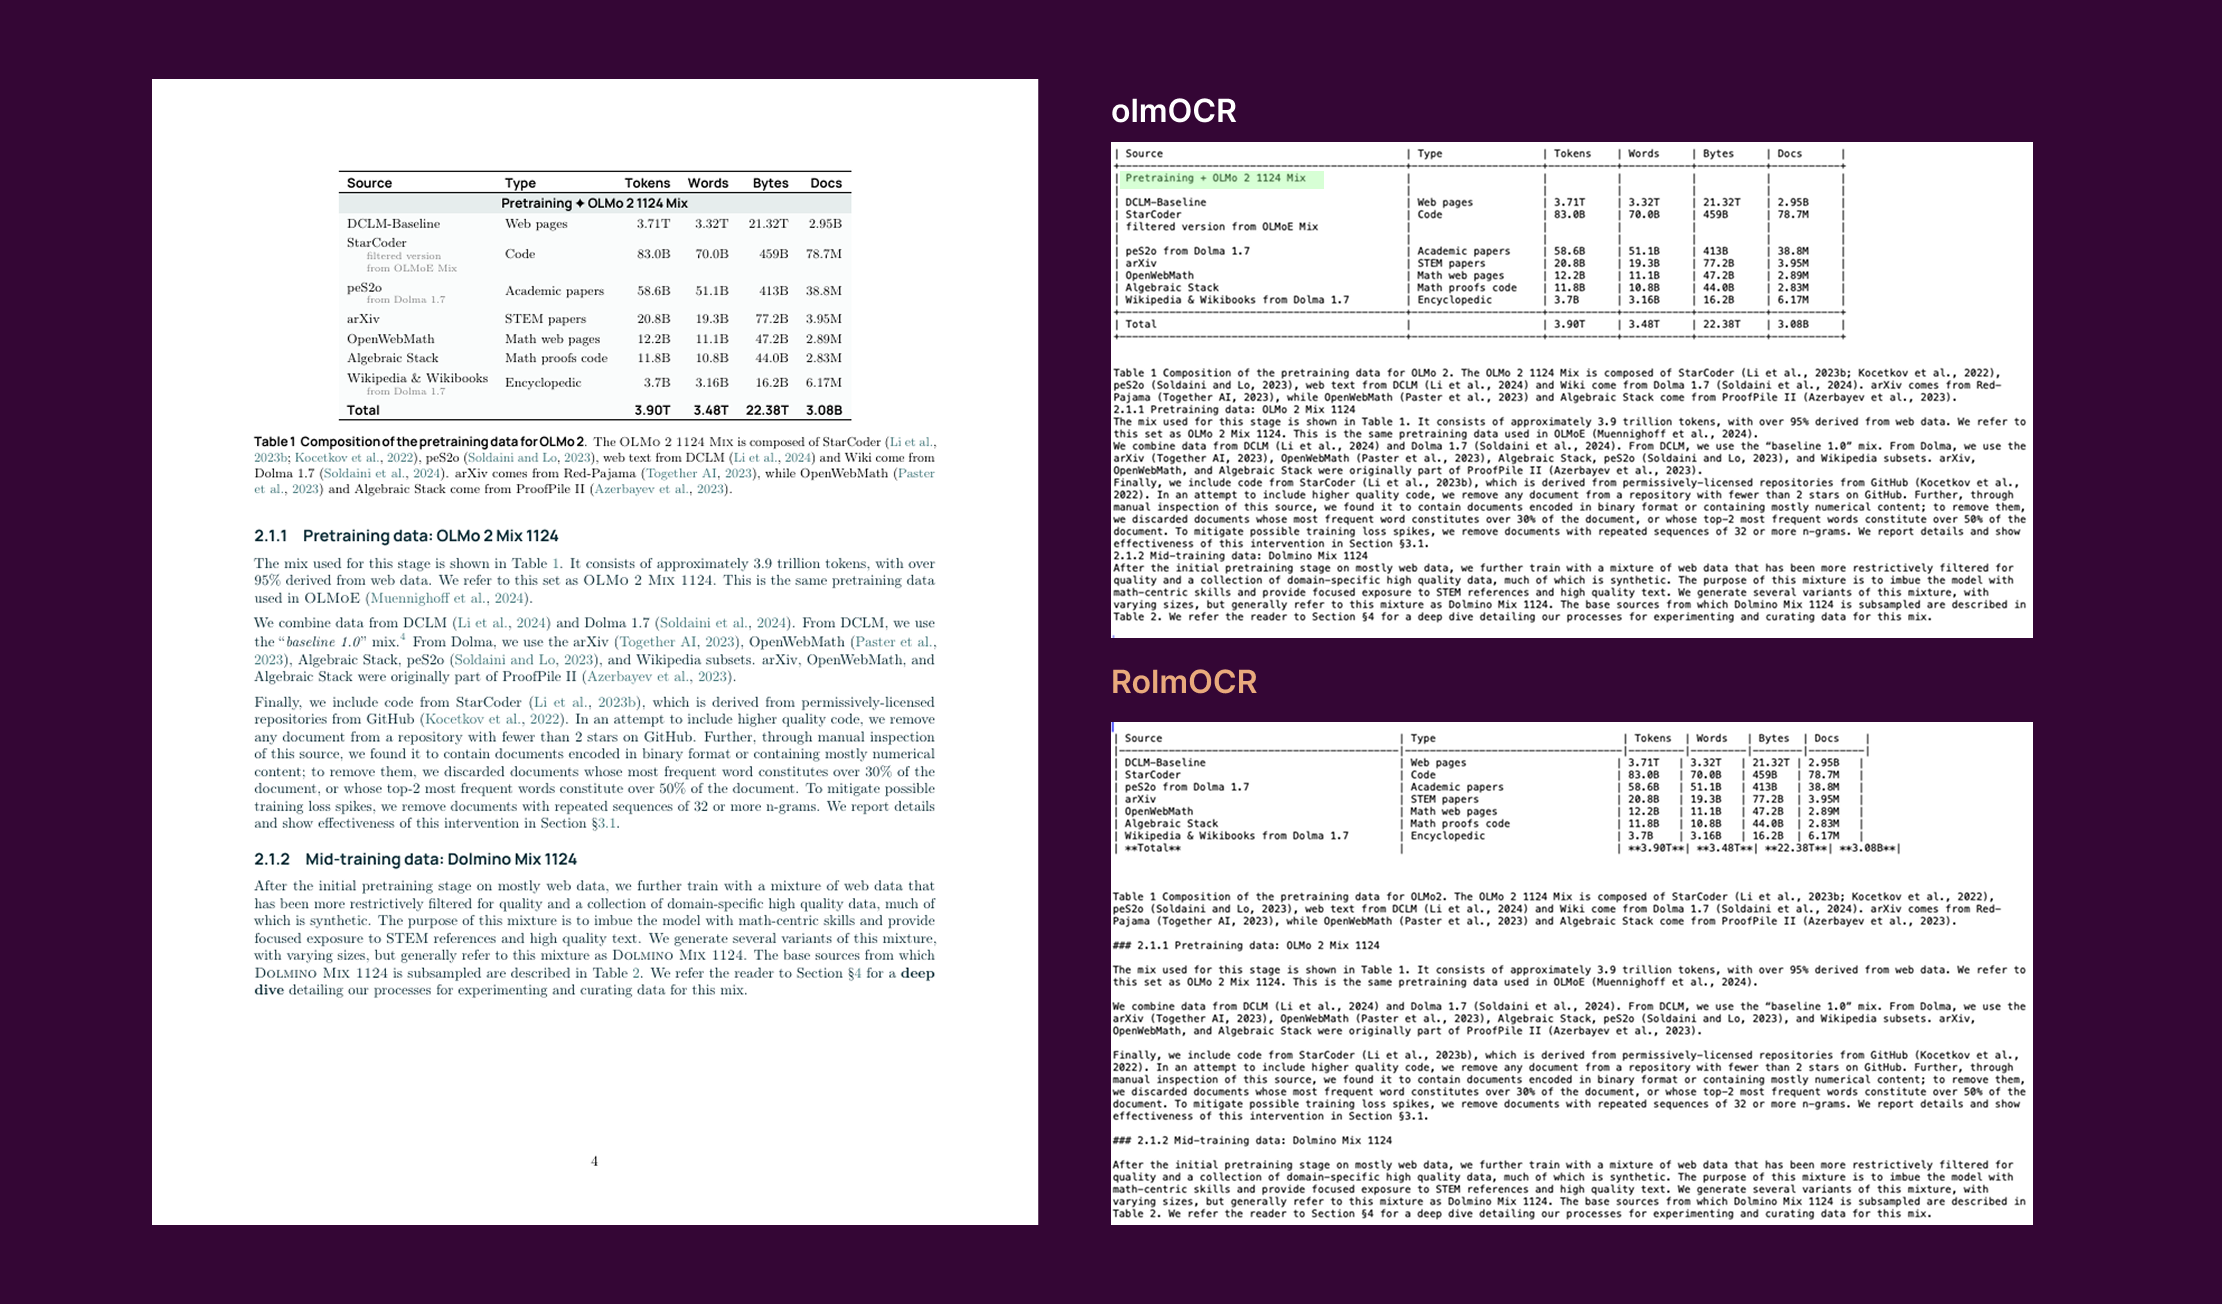 Source Type Tokens Words Bytes Docs
Pretraining ✦ OLMo 2 1124 Mix
DCLM-Baseline Web pages 3.71T 3.32T 21.32T 2.95B
StarCoder
filtered version
from OLMoE Mix
Code 83.0B 70.0B 459B 78.7M
peS2o
from Dolma 1.7
Academic papers 58.6B 51.1B 413B 38.8M
arXiv STEM papers 20.8B 19.3B 77.2B 3.95M
OpenWebMath Math web pages 12.2B 11.1B 47.2B 2.89M
Algebraic Stack Math proofs code 11.8B 10.8B 44.0B 2.83M
Wikipedia & Wikibooks
from Dolma 1.7
Encyclopedic 3.7B 3.16B 16.2B 6.17M
Total 3.90T 3.48T 22.38T 3.08B
Table 1 Composition of the pretraining data for OLMo 2. The OLMo 2 1124 Mix is composed of StarCoder (Li et al.,
2023b; Kocetkov et al., 2022), peS2o (Soldaini and Lo, 2023), web text from DCLM (Li et al., 2024) and Wiki come from
Dolma 1.7 (Soldaini et al., 2024). arXiv comes from Red-Pajama (Together AI, 2023), while OpenWebMath (Paster
et al., 2023) and Algebraic Stack come from ProofPile II (Azerbayev et al., 2023).
2.1.1 Pretraining data: OLMo 2 Mix 1124
The mix used for this stage is shown in Table 1. It consists of approximately 3.9 trillion tokens, with over
95% derived from web data. We refer to this set as OLMo 2 Mix 1124. This is the same pretraining data
used in OLMoE (Muennighoff et al., 2024).
We combine data from DCLM (Li et al., 2024) and Dolma 1.7 (Soldaini et al., 2024). From DCLM, we use
the “baseline 1.0” mix.4 From Dolma, we use the arXiv (Together AI, 2023), OpenWebMath (Paster et al.,
2023), Algebraic Stack, peS2o (Soldaini and Lo, 2023), and Wikipedia subsets. arXiv, OpenWebMath, and
Algebraic Stack were originally part of ProofPile II (Azerbayev et al., 2023).
Finally, we include code from StarCoder (Li et al., 2023b), which is derived from permissively-licensed
repositories from GitHub (Kocetkov et al., 2022). In an attempt to include higher quality code, we remove
any document from a repository with fewer than 2 stars on GitHub. Further, through manual inspection
of this source, we found it to contain documents encoded in binary format or containing mostly numerical
content; to remove them, we discarded documents whose most frequent word constitutes over 30% of the
document, or whose top-2 most frequent words constitute over 50% of the document. To mitigate possible
training loss spikes, we remove documents with repeated sequences of 32 or more n-grams. We report details
and show effectiveness of this intervention in Section §3.1.
2.1.2 Mid-training data: Dolmino Mix 1124
After the initial pretraining stage on mostly web data, we further train with a mixture of web data that
has been more restrictively filtered for quality and a collection of domain-specific high quality data, much of
which is synthetic. The purpose of this mixture is to imbue the model with math-centric skills and provide
focused exposure to STEM references and high quality text. We generate several variants of this mixture,
with varying sizes, but generally refer to this mixture as Dolmino Mix 1124. The base sources from which
Dolmino Mix 1124 is subsampled are described in Table 2. We refer the reader to Section §4 for a deep
dive detailing our processes for experimenting and curating data for this mix.
4
olmOCR
| Source | Type | Tokens | Words | Bytes | Docs |
| Pretraining + OLMo 2 1124 Mix | | | | | |
| DCLM-Baseline | Web pages | 3.71T | 3.32T | 21.32T | 2.95B |
| StarCoder | Code | 83.0B | 70.0B | 459B | 78.7M |
| filtered version from OLMoE Mix | | | | | |
| peS2o from Dolma 1.7 | Academic papers | 58.6B | 51.1B | 413B | 38.8M |
| arXiv | STEM papers | 20.8B | 19.3B | 77.2B | 3.95M |
| OpenWebMath | Math web pages | 12.2B | 11.1B | 47.2B | 2.89M |
| Algebraic Stack | Math proofs code | 11.8B | 10.8B | 44.0B | 2.83M |
| Wikipedia & Wikibooks from Dolma 1.7 | Encyclopedic | 3.7B | 3.16B | 16.2B | 6.17M |
| Total | | 3.90T | 3.48T | 22.38T | 3.08B |
Table 1 Composition of the pretraining data for OLMo 2. The OLMo 2 1124 Mix is composed of StarCoder (Li et al., 2023b; Kocetkov et al., 2022),
peS2o (Soldaini and Lo, 2023), web text from DCLM (Li et al., 2024) and Wiki come from Dolma 1.7 (Soldaini et al., 2024). arXiv comes from Red-
Pajama (Together AI, 2023), while OpenWebMath (Paster et al., 2023) and Algebraic Stack come from ProofPile II (Azerbayev et al., 2023).
2.1.1 Pretraining data: OLMo 2 Mix 1124
The mix used for this stage is shown in Table 1. It consists of approximately 3.9 trillion tokens, with over 95% derived from web data. We refer to
this set as OLMo 2 Mix 1124. This is the same pretraining data used in OLMoE (Muennighoff et al., 2024).
We combine data from DCLM (Li et al., 2024) and Dolma 1.7 (Soldaini et al., 2024). From DCLM, we use the “baseline 1.0” mix. From Dolma, we use the
arXiv (Together AI, 2023), OpenWebMath (Paster et al., 2023), Algebraic Stack, peS2o (Soldaini and Lo, 2023), and Wikipedia subsets. arXiv,
OpenWebMath, and Algebraic Stack were originally part of ProofPile II (Azerbayev et al., 2023).
Finally, we include code from StarCoder (Li et al., 2023b), which is derived from permissively-licensed repositories from GitHub (Kocetkov et al.,
2022). In an attempt to include higher quality code, we remove any document from a repository with fewer than 2 stars on GitHub. Further, through
manual inspection of this source, we found it to contain documents encoded in binary format or containing mostly numerical content; to remove them,
we discarded documents whose most frequent word constitutes over 30% of the document, or whose top-2 most frequent words constitute over 50% of the
document. To mitigate possible training loss spikes, we remove documents with repeated sequences of 32 or more n-grams. We report details and show
effectiveness of this intervention in Section §3.1.
2.1.2 Mid-training data: Dolmino Mix 1124
After the initial pretraining stage on mostly web data, we further train with a mixture of web data that has been more restrictively filtered for
quality and a collection of domain-specific high quality data, much of which is synthetic. The purpose of this mixture is to imbue the model with
math-centric skills and provide focused exposure to STEM references and high quality text. We generate several variants of this mixture, with
varying sizes, but generally refer to this mixture as Dolmino Mix 1124. The base sources from which Dolmino Mix 1124 is subsampled are described in
Table 2. We refer the reader to Section §4 for a deep dive detailing our processes for experimenting and curating data for this mix.
RolmOCR
| Source | Type | Tokens | Words | Bytes | Docs |
| DCLM-Baseline | Web pages | 3.71T | 3.32T | 21.32T | 2.95B |
| StarCoder | Code | 83.0B | 70.0B | 459B | 78.7M |
| peS2o from Dolma 1.7 | Academic papers | 58.6B | 51.1B | 413B | 38.8M |
| arXiv | STEM papers | 20.8B | 19.3B | 77.2B | 3.95M |
| OpenWebMath | Math web pages | 12.2B | 11.1B | 47.2B | 2.89M |
| Algebraic Stack | Math proofs code | 11.8B | 10.8B | 44.0B | 2.83M |
| Wikipedia & Wikibooks from Dolma 1.7 | Encyclopedic | 3.7B | 3.16B | 16.2B | 6.17M |
| **Total** | | **3.90T**| **3.48T**| **22.38T**| **3.08B**|
Table 1 Composition of the pretraining data for OLMo2. The OLMo 2 1124 Mix is composed of StarCoder (Li et al., 2023b; Kocetkov et al., 2022),
peS2o (Soldaini and Lo, 2023), web text from DCLM (Li et al., 2024) and Wiki come from Dolma 1.7 (Soldaini et al., 2024). arXiv comes from Red-
Pajama (Together AI, 2023), while OpenWebMath (Paster et al., 2023) and Algebraic Stack come from ProofPile II (Azerbayev et al., 2023).
### 2.1.1 Pretraining data: OLMo 2 Mix 1124
The mix used for this stage is shown in Table 1. It consists of approximately 3.9 trillion tokens, with over 95% derived from web data. We refer to
this set as OLMo 2 Mix 1124. This is the same pretraining data used in OLMoE (Muennighoff et al., 2024).
We combine data from DCLM (Li et al., 2024) and Dolma 1.7 (Soldaini et al., 2024). From DCLM, we use the “baseline 1.0” mix. From Dolma, we use the
arXiv (Together AI, 2023), OpenWebMath (Paster et al., 2023), Algebraic Stack, peS2o (Soldaini and Lo, 2023), and Wikipedia subsets. arXiv,
OpenWebMath, and Algebraic Stack were originally part of ProofPile II (Azerbayev et al., 2023).
Finally, we include code from StarCoder (Li et al., 2023b), which is derived from permissively-licensed repositories from GitHub (Kocetkov et al.,
2022). In an attempt to include higher quality code, we remove any document from a repository with fewer than 2 stars on GitHub. Further, through
manual inspection of this source, we found it to contain documents encoded in binary format or containing mostly numerical content; to remove them,
we discarded documents whose most frequent word constitutes over 30% of the document, or whose top-2 most frequent words constitute over 50% of the
document. To mitigate possible training loss spikes, we remove documents with repeated sequences of 32 or more n-grams. We report details and show
effectiveness of this intervention in Section §3.1.
### 2.1.2 Mid-training data: Dolmino Mix 1124
After the initial pretraining stage on mostly web data, we further train with a mixture of web data that has been more restrictively filtered for
quality and a collection of domain-specific high quality data, much of which is synthetic. The purpose of this mixture is to imbue the model with
math-centric skills and provide focused exposure to STEM references and high quality text. We generate several variants of this mixture, with
varying sizes, but generally refer to this mixture as Dolmino Mix 1124. The base sources from which Dolmino Mix 1124 is subsampled are described in
Table 2. We refer the reader to Section §4 for a deep dive detailing our processes for experimenting and curating data for this mix.